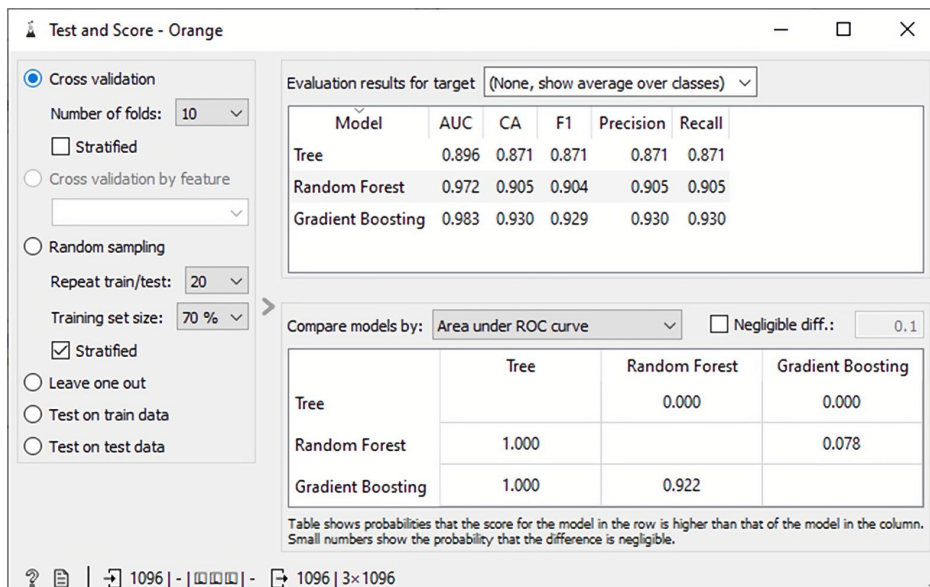 Test and Score - Orange
Cross validation
Number of folds: 10
Stratified
Cross validation by feature
Random sampling
Repeat train/test: 20
Training set size: 70 %
Stratified
Leave one out
Test on train data
Test on test data
Evaluation results for target (None, show average over classes)
Model AUC CA F1 Precision Recall
Tree 0.896 0.871 0.871 0.871 0.871
Random Forest 0.972 0.905 0.904 0.905 0.905
Gradient Boosting 0.983 0.930 0.929 0.930 0.930
Compare models by: Area under ROC curve Negligible diff.: 0.1
Tree Random Forest Gradient Boosting
Tree 0.000 0.000
Random Forest 1.000 0.078
Gradient Boosting 1.000 0.922
Table shows probabilities that the score for the model in the row is higher than that of the model in the column.
Small numbers show the probability that the difference is negligible.
? 1096 | - | | - 1096 | 3×1096